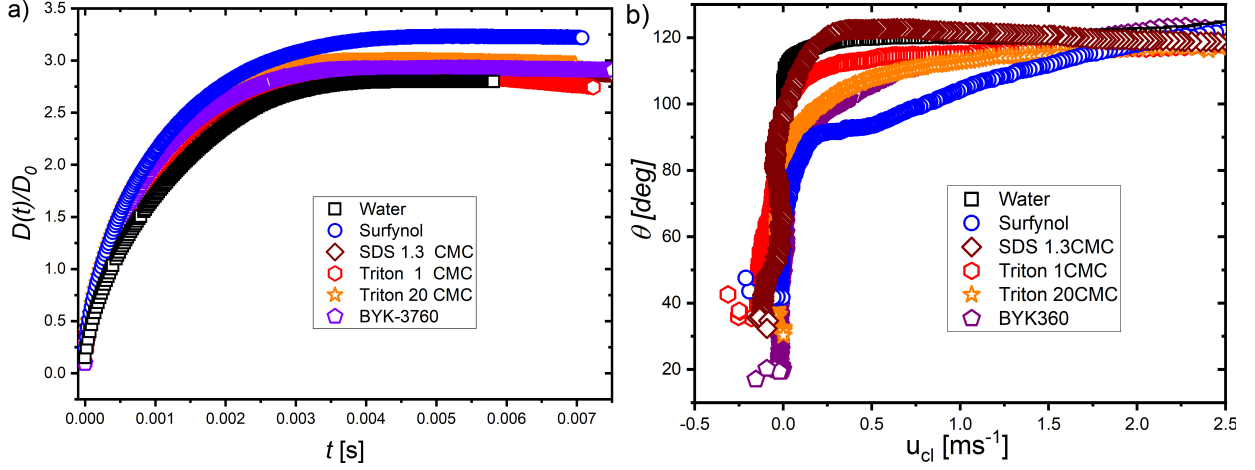 a)
3.5
3.0
2.5
2.0
1.5
1.0
0.5
0.0
D(t)/D₀
Water
Surfynol
SDS 1.3 CMC
Triton 1 CMC
Triton 20 CMC
BYK-3760
0.000 0.001 0.002 0.003 0.004 0.005 0.006 0.007
t [s]
b)
120
100
80
60
40
20
θ [deg]
Water
Surfynol
SDS 1.3CMC
Triton 1CMC
Triton 20CMC
BYK360
-0.5 0.0 0.5 1.0 1.5 2.0 2.5
u_cl [ms⁻¹]